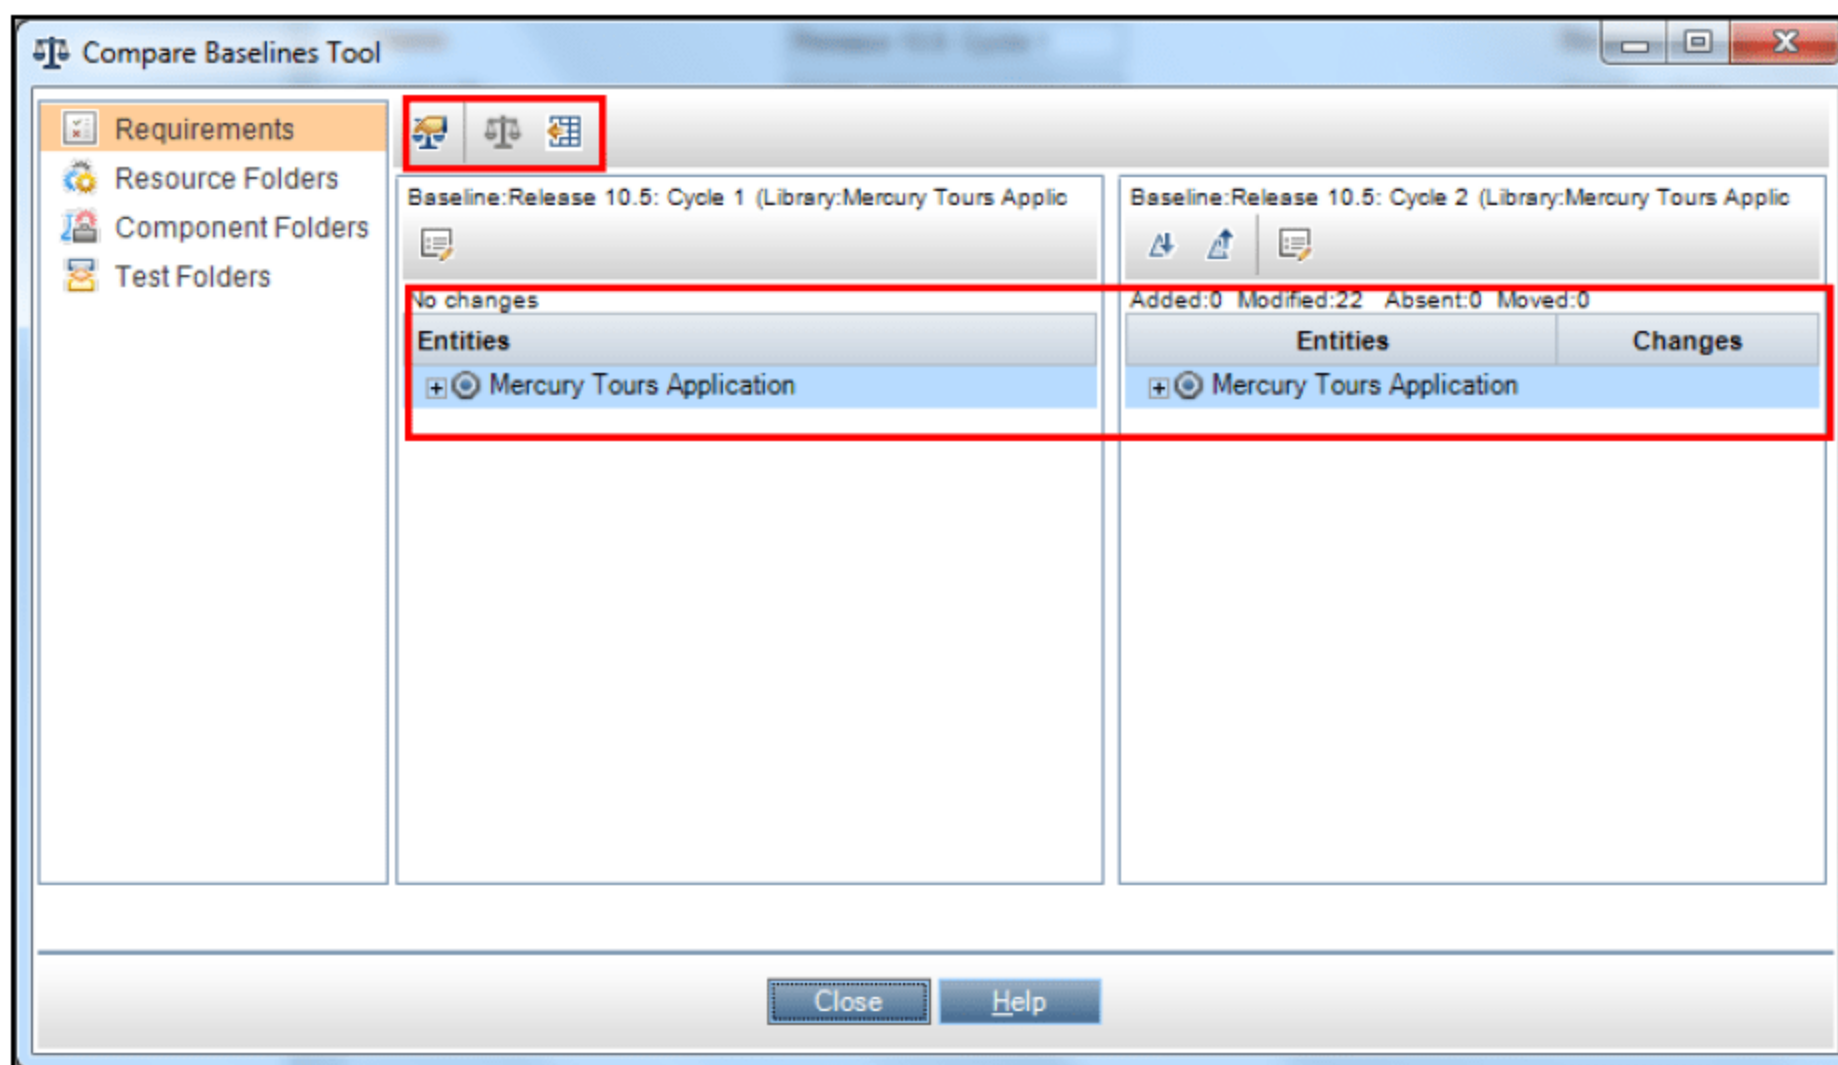 Compare Baselines Tool
Requirements
Resource Folders
Component Folders
Test Folders
Baseline:Release 10.5: Cycle 1 (Library:Mercury Tours Applic
No changes
Entities
Mercury Tours Application
Baseline:Release 10.5: Cycle 2 (Library:Mercury Tours Applic
Added:0 Modified:22 Absent:0 Moved:0
Entities Changes
Mercury Tours Application
Close Help